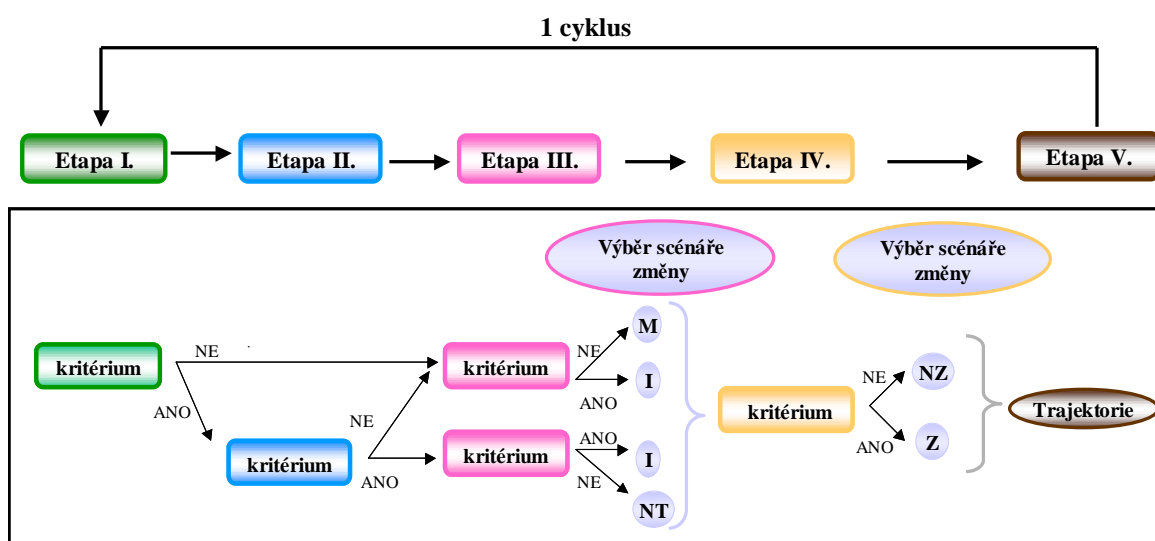 1 cyklus
Etapa I.
Etapa II.
Etapa III.
Etapa IV.
Etapa V.
Výběr scénáře
změny
Výběr scénáře
změny
kritérium
NE
ANO
kritérium
NE
ANO
kritérium
NE
ANO
M
I
kritérium
ANO
NE
I
NT
kritérium
NE
ANO
NZ
Z
Trajektorie